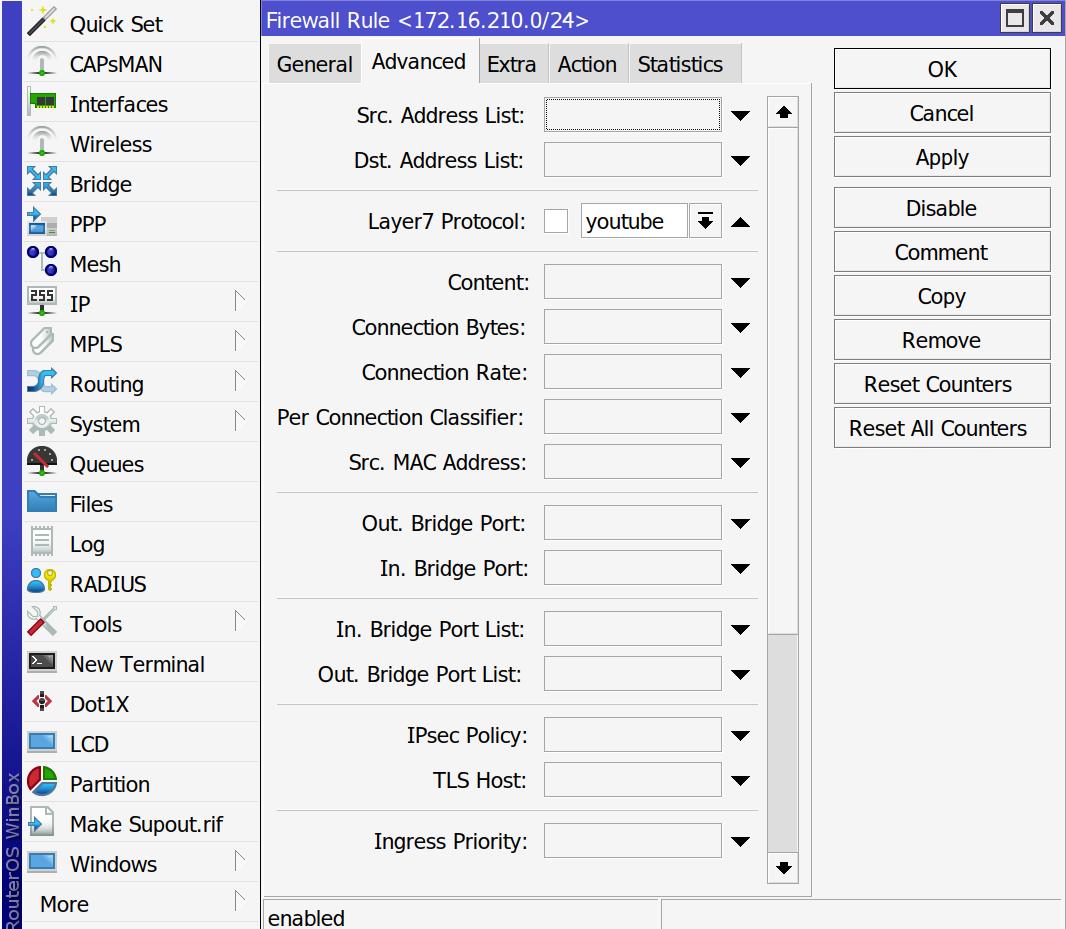 Firewall Rule <172.16.210.0/24>
Quick Set
CAPsMAN
Interfaces
Wireless
Bridge
PPP
Mesh
255
IP
MPLS
Routing
System
Queues
Files
Log
RADIUS
Tools
New Terminal
Dot1X
LCD
Partition
Make Supout.rif
Windows
More
RouterOS WinBox
General
Advanced
Extra
Action
Statistics
Src. Address List:
Dst. Address List:
Layer7 Protocol: youtube
Content:
Connection Bytes:
Connection Rate:
Per Connection Classifier:
Src. MAC Address:
Out. Bridge Port:
In. Bridge Port:
In. Bridge Port List:
Out. Bridge Port List:
IPsec Policy:
TLS Host:
Ingress Priority:
OK
Cancel
Apply
Disable
Comment
Copy
Remove
Reset Counters
Reset All Counters
enabled